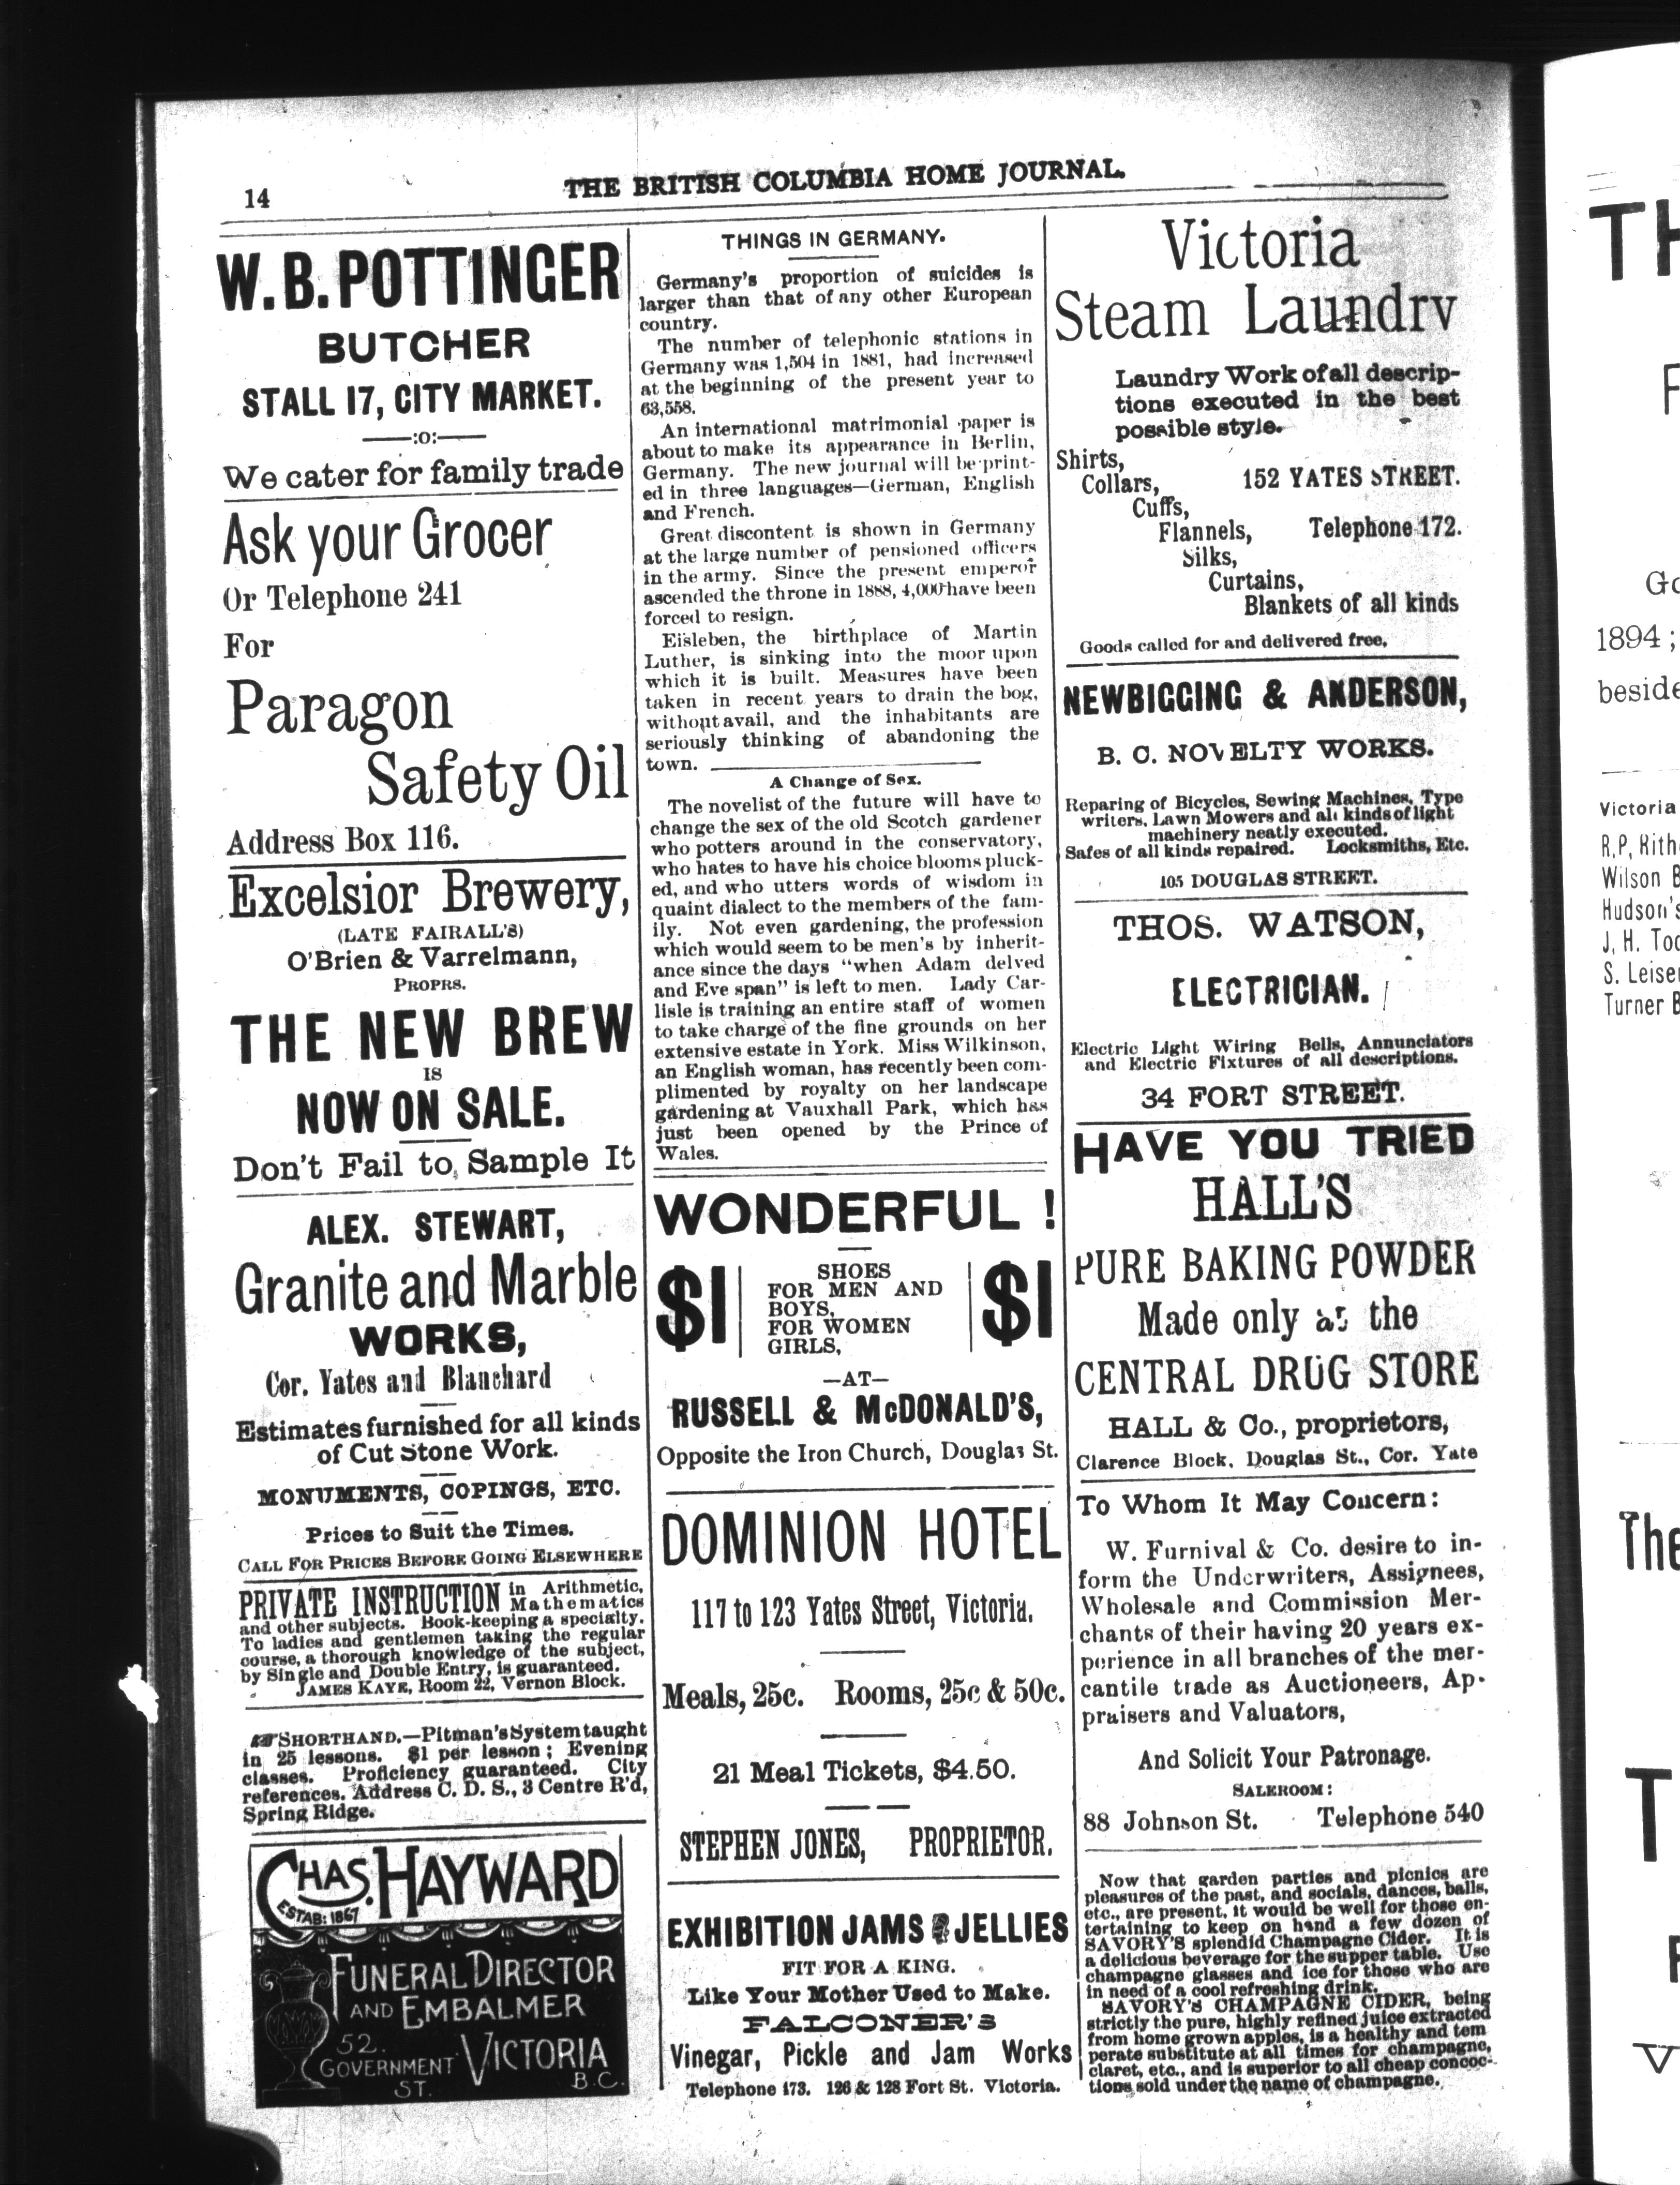 14
THE BRITISH COLUMBIA HOME JOURNAL.
W. B. POTTINGER
BUTCHER
STALL 17, CITY MARKET.
:o:
We cater for family trade
Ask your Grocer
Or Telephone 241
For
Paragon
Safety Oil
Address Box 116.
Excelsior Brewery,
(LATE FAIRALL'S)
O'Brien & Varrelmann,
PROPRS.
THE NEW BREW
IS
NOW ON SALE.
Don't Fail to Sample It
ALEX. STEWART,
Granite and Marble
WORKS,
Cor. Yates and Blanchard
Estimates furnished for all kinds
of Cut Stone Work.
MONUMENTS, COPINGS, ETC.
Prices to Suit the Times.
CALL FOR PRICES BEFORE GOING ELSEWHERE
PRIVATE INSTRUCTION in Arithmetic,
Mathematics
and other subjects. Book-keeping a specialty.
To ladies and gentlemen taking the regular
course, a thorough knowledge of the subject,
by Single and Double Entry, is guaranteed.
JAMES KAYE, Room 22, Vernon Block.
SHORTHAND.—Pitman's System taught
in 25 lessons. $1 per lesson; Evening
classes. Proficiency guaranteed. City
references. Address C. D. S., 3 Centre R'd,
Spring Ridge.
CHAS. HAYWARD
ESTAB: 1867
FUNERAL DIRECTOR
AND EMBALMER
52.
GOVERNMENT VICTORIA
ST. B.C.
THINGS IN GERMANY.
Germany's proportion of suicides is
larger than that of any other European
country.
The number of telephonic stations in
Germany was 1,504 in 1881, had increased
at the beginning of the present year to
63,558.
An international matrimonial paper is
about to make its appearance in Berlin,
Germany. The new journal will be print-
ed in three languages—German, English
and French.
Great discontent is shown in Germany
at the large number of pensioned officers
in the army. Since the present emperor
ascended the throne in 1888, 4,000 have been
forced to resign.
Eisleben, the birthplace of Martin
Luther, is sinking into the moor upon
which it is built. Measures have been
taken in recent years to drain the bog,
without avail, and the inhabitants are
seriously thinking of abandoning the
town.
A Change of Sex.
The novelist of the future will have to
change the sex of the old Scotch gardener
who potters around in the conservatory,
who hates to have his choice blooms pluck-
ed, and who utters words of wisdom in
quaint dialect to the members of the fam-
ily. Not even gardening, the profession
which would seem to be men's by inherit-
ance since the days "when Adam delved
and Eve span" is left to men. Lady Car-
lisle is training an entire staff of women
to take charge of the fine grounds on her
extensive estate in York. Miss Wilkinson,
an English woman, has recently been com-
plimented by royalty on her landscape
gardening at Vauxhall Park, which has
just been opened by the Prince of
Wales.
WONDERFUL !
$1 SHOES $1
FOR MEN AND
BOYS,
FOR WOMEN
GIRLS,
—AT—
RUSSELL & McDONALD'S,
Opposite the Iron Church, Douglas St.
DOMINION HOTEL
117 to 123 Yates Street, Victoria.
Meals, 25c. Rooms, 25c & 50c.
21 Meal Tickets, $4.50.
STEPHEN JONES, PROPRIETOR.
EXHIBITION JAMS & JELLIES
FIT FOR A KING.
Like Your Mother Used to Make.
FALCONER'S
Vinegar, Pickle and Jam Works
Telephone 173. 126 & 128 Fort St. Victoria.
Victoria
Steam Laundry
Laundry Work of all descrip-
tions executed in the best
possible style.
Shirts,
Collars, 152 YATES STREET.
Cuffs,
Flannels, Telephone 172.
Silks,
Curtains,
Blankets of all kinds
Goods called for and delivered free,
NEWBIGGING & ANDERSON,
B. C. NOVELTY WORKS.
Reparing of Bicycles, Sewing Machines, Type
writers, Lawn Mowers and all kinds of light
machinery neatly executed.
Safes of all kinds repaired. Locksmiths, Etc.
105 DOUGLAS STREET.
THOS. WATSON,
ELECTRICIAN.
Electric Light Wiring Bells, Annunciators
and Electric Fixtures of all descriptions.
34 FORT STREET.
HAVE YOU TRIED
HALL'S
PURE BAKING POWDER
Made only at the
CENTRAL DRUG STORE
HALL & Co., proprietors,
Clarence Block, Douglas St., Cor. Yate
To Whom It May Concern:
W. Furnival & Co. desire to in-
form the Underwriters, Assignees,
Wholesale and Commission Mer-
chants of their having 20 years ex-
perience in all branches of the mer-
cantile trade as Auctioneers, Ap-
praisers and Valuators,
And Solicit Your Patronage.
SALEROOM:
88 Johnson St. Telephone 540
Now that garden parties and picnics are
pleasures of the past, and socials, dances, balls,
etc., are present, it would be well for those en-
tertaining to keep on hand a few dozen of
SAVORY'S splendid Champagne Cider. It is
a delicious beverage for the supper table. Use
champagne glasses and ice for those who are
in need of a cool refreshing drink.
SAVORY'S CHAMPAGNE CIDER, being
strictly the pure, highly refined juice extracted
from home grown apples, is a healthy and tem
perate substitute at all times for champagne,
claret, etc., and is superior to all cheap concoc-
tions sold under the name of champagne.
TH
F
1894;
beside
Victoria
R. P. Rith
Wilson B
Hudson's
J. H. Tod
S. Leiser
Turner B
The
T
V